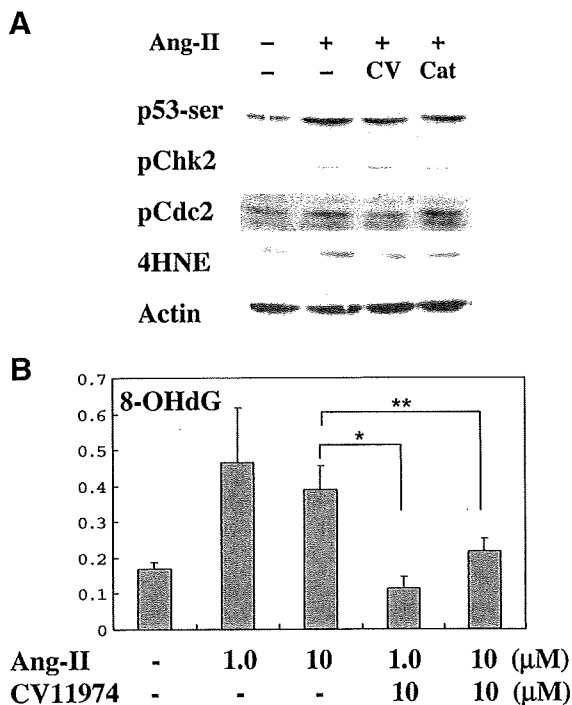 A
Ang-II − + + +
− − CV Cat
p53-ser
pChk2
pCdc2
4HNE
Actin
B
8-OHdG
0.7
0.6
0.5
0.4
0.3
0.2
0.1
0
*
**
Ang-II - 1.0 10 1.0 10 (μM)
CV11974 - - - 10 10 (μM)